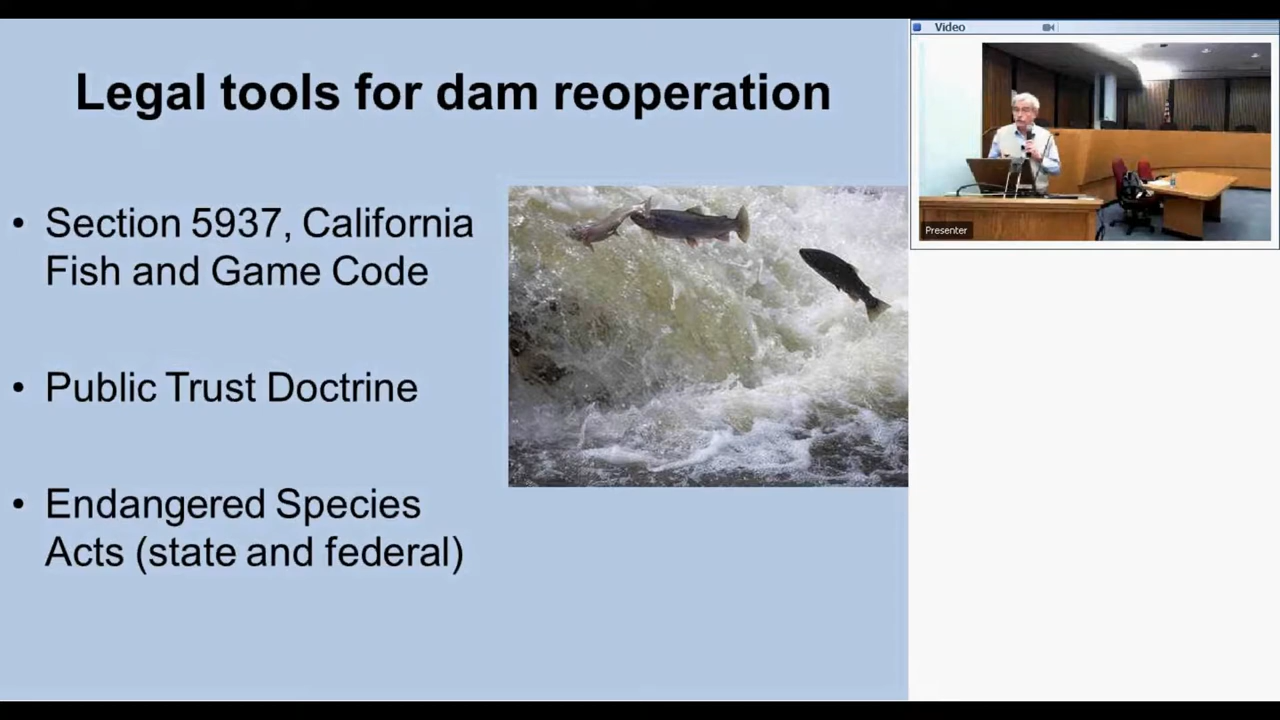 Legal tools for dam reoperation
• Section 5937, California
Fish and Game Code
• Public Trust Doctrine
• Endangered Species
Acts (state and federal)
Video
Presenter